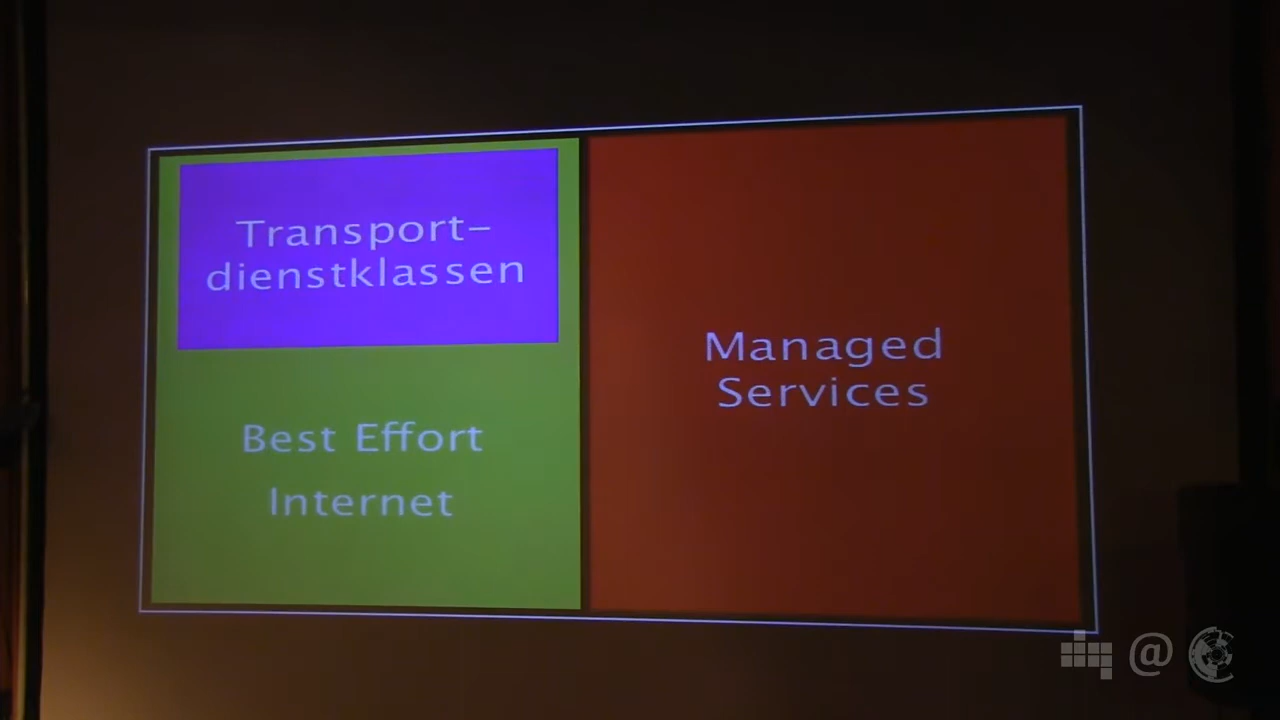 Transport–
dienstklassen
Best Effort
Internet
Managed
Services
@